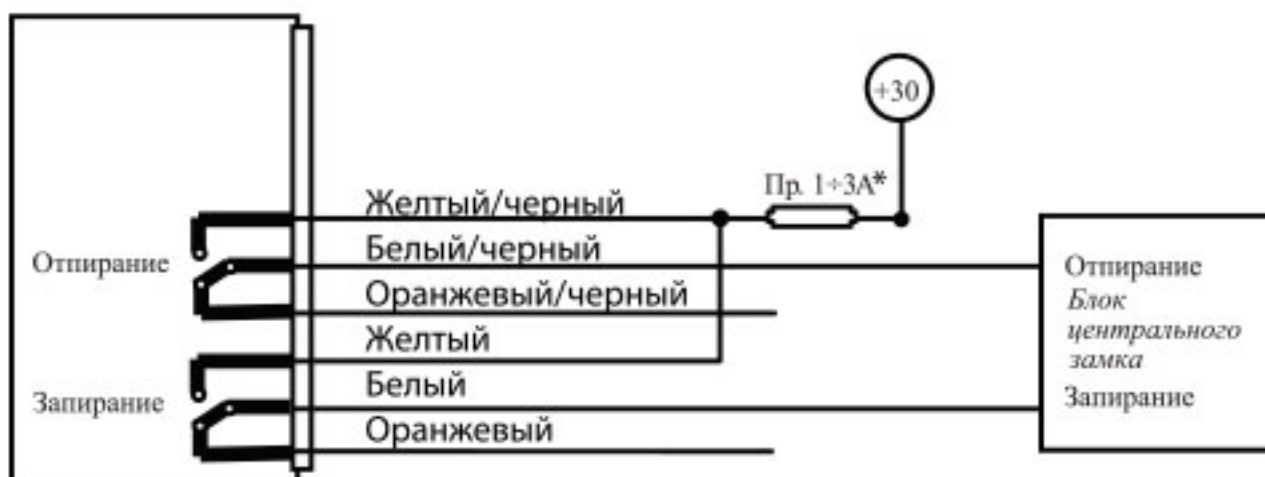 +30
Пр. 1÷3А*
Желтый/черный
Белый/черный
Отпирание
Оранжевый/черный
Желтый
Белый
Запирание
Оранжевый
Отпирание
Блок
центрального
замка
Запирание